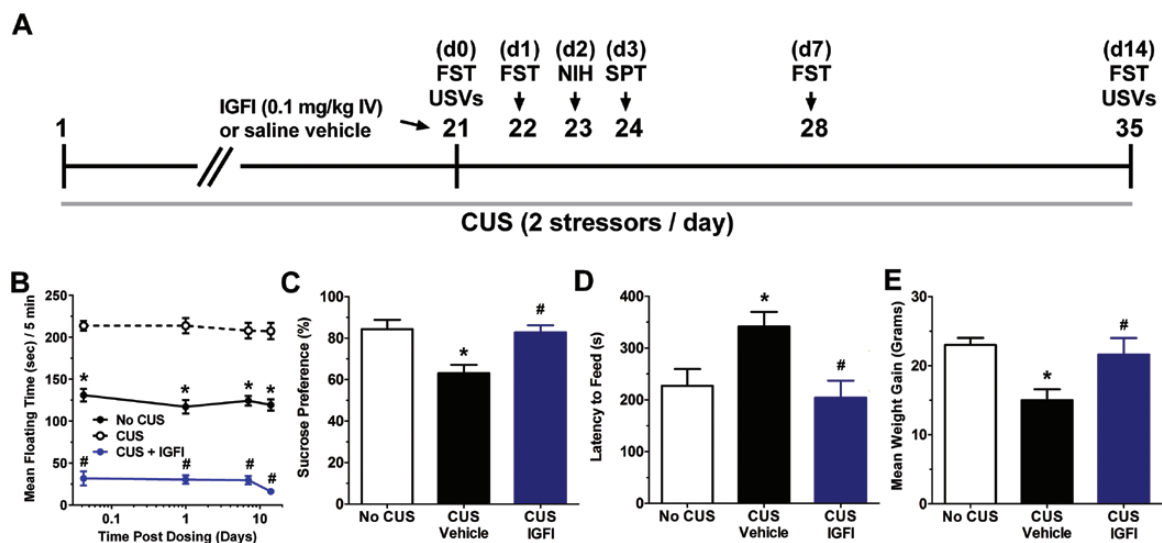 A
(d0) (d1) (d2) (d3) (d7) (d14)
FST FST NIH SPT FST FST
USVs USVs
IGFI (0.1 mg/kg IV)
or saline vehicle
1 21 22 23 24 28 35
CUS (2 stressors / day)
B
Mean Floating Time (sec) / 5 min
250
200
150
100
50
0
* * * *
No CUS
CUS
CUS + IGFI
# # # #
0.1 1 10
Time Post Dosing (Days)
C
Sucrose Preference (%)
100
80
60
40
20
0
*
#
No CUS CUS CUS
Vehicle IGFI
D
Latency to Feed (s)
400
200
0
*
#
No CUS CUS CUS
Vehicle IGFI
E
Mean Weight Gain (Grams)
30
20
10
0
*
#
No CUS CUS CUS
Vehicle IGFI